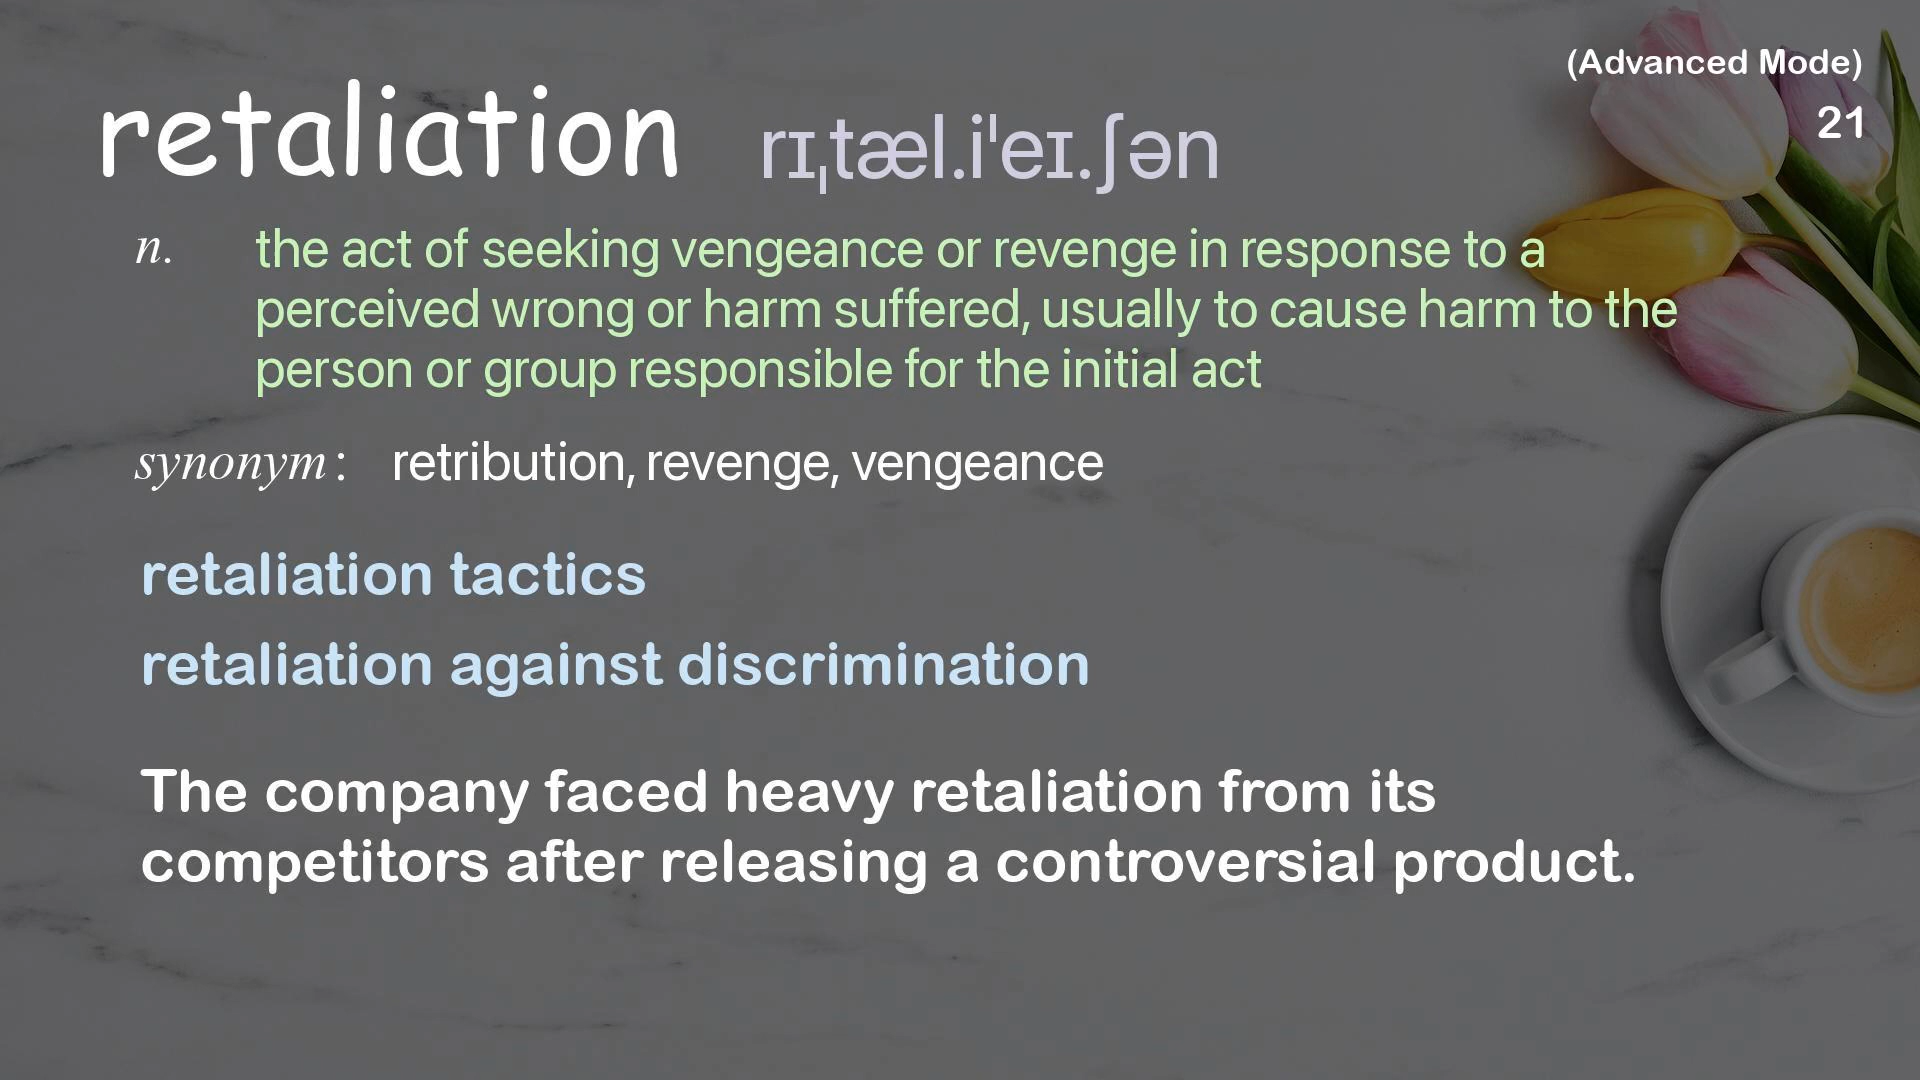 (Advanced Mode)
retaliation rɪˌtæl.iˈeɪ.ʃən
21
n. the act of seeking vengeance or revenge in response to a
perceived wrong or harm suffered, usually to cause harm to the
person or group responsible for the initial act
synonym: retribution, revenge, vengeance
retaliation tactics
retaliation against discrimination
The company faced heavy retaliation from its
competitors after releasing a controversial product.